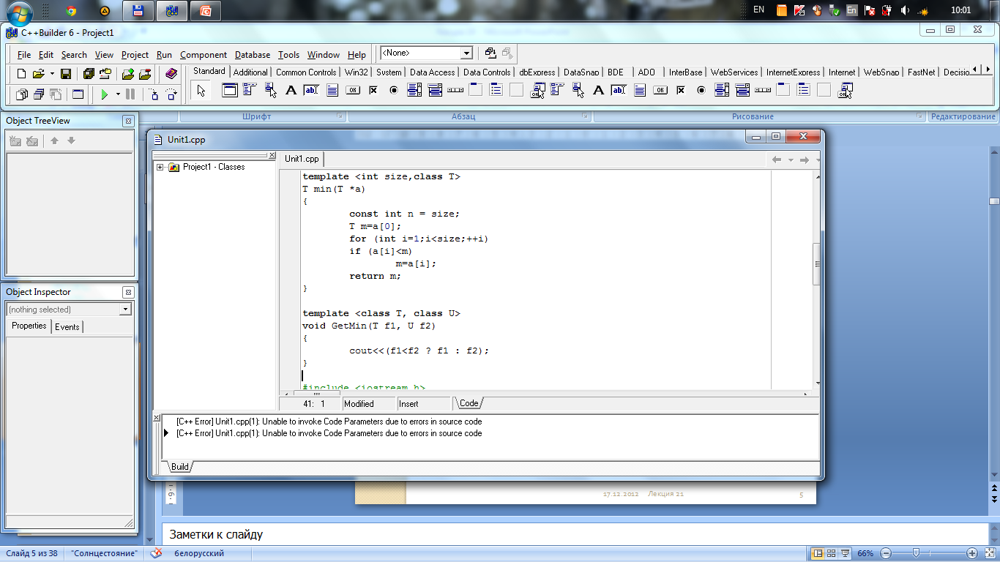 EN
En
10:01
C++Builder 6 - Project1
File Edit Search View Project Run Component Database Tools Window Help
<None>
Standard Additional Common Controls Win32 System Data Access Data Controls dbExpress DataSnap BDE ADO InterBase WebServices InternetExpress Internet WebSnap FastNet Decisio
Шрифт Абзац Рисование Редактирование
Object TreeView
Unit1.cpp
Project1 - Classes
Unit1.cpp
template <int size,class T>
T min(T *a)
{
const int n = size;
T m=a[0];
for (int i=1;i<size;++i)
if (a[i]<m)
m=a[i];
return m;
}
template <class T, class U>
void GetMin(T f1, U f2)
{
cout<<(f1<f2 ? f1 : f2);
}
#include <iostream.h>
41: 1 Modified Insert Code
Object Inspector
(nothing selected)
Properties Events
[C++ Error] Unit1.cpp(1): Unable to invoke Code Parameters due to errors in source code
[C++ Error] Unit1.cpp(1): Unable to invoke Code Parameters due to errors in source code
Build
17.12.2012 Лекция 21 5
Заметки к слайду
Слайд 5 из 38 "Солнцестояние" белорусский 66%